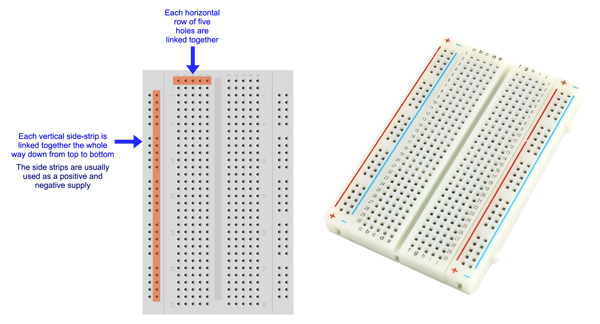 Each horizontal
row of five
holes are
linked together
Each vertical side-strip is
linked together the whole
way down from top to bottom
The side strips are usually
used as a positive and
negative supply
+
−
a b c d e
f g h i j
+
−
+
−
a b c d e
f g h i j
+
−